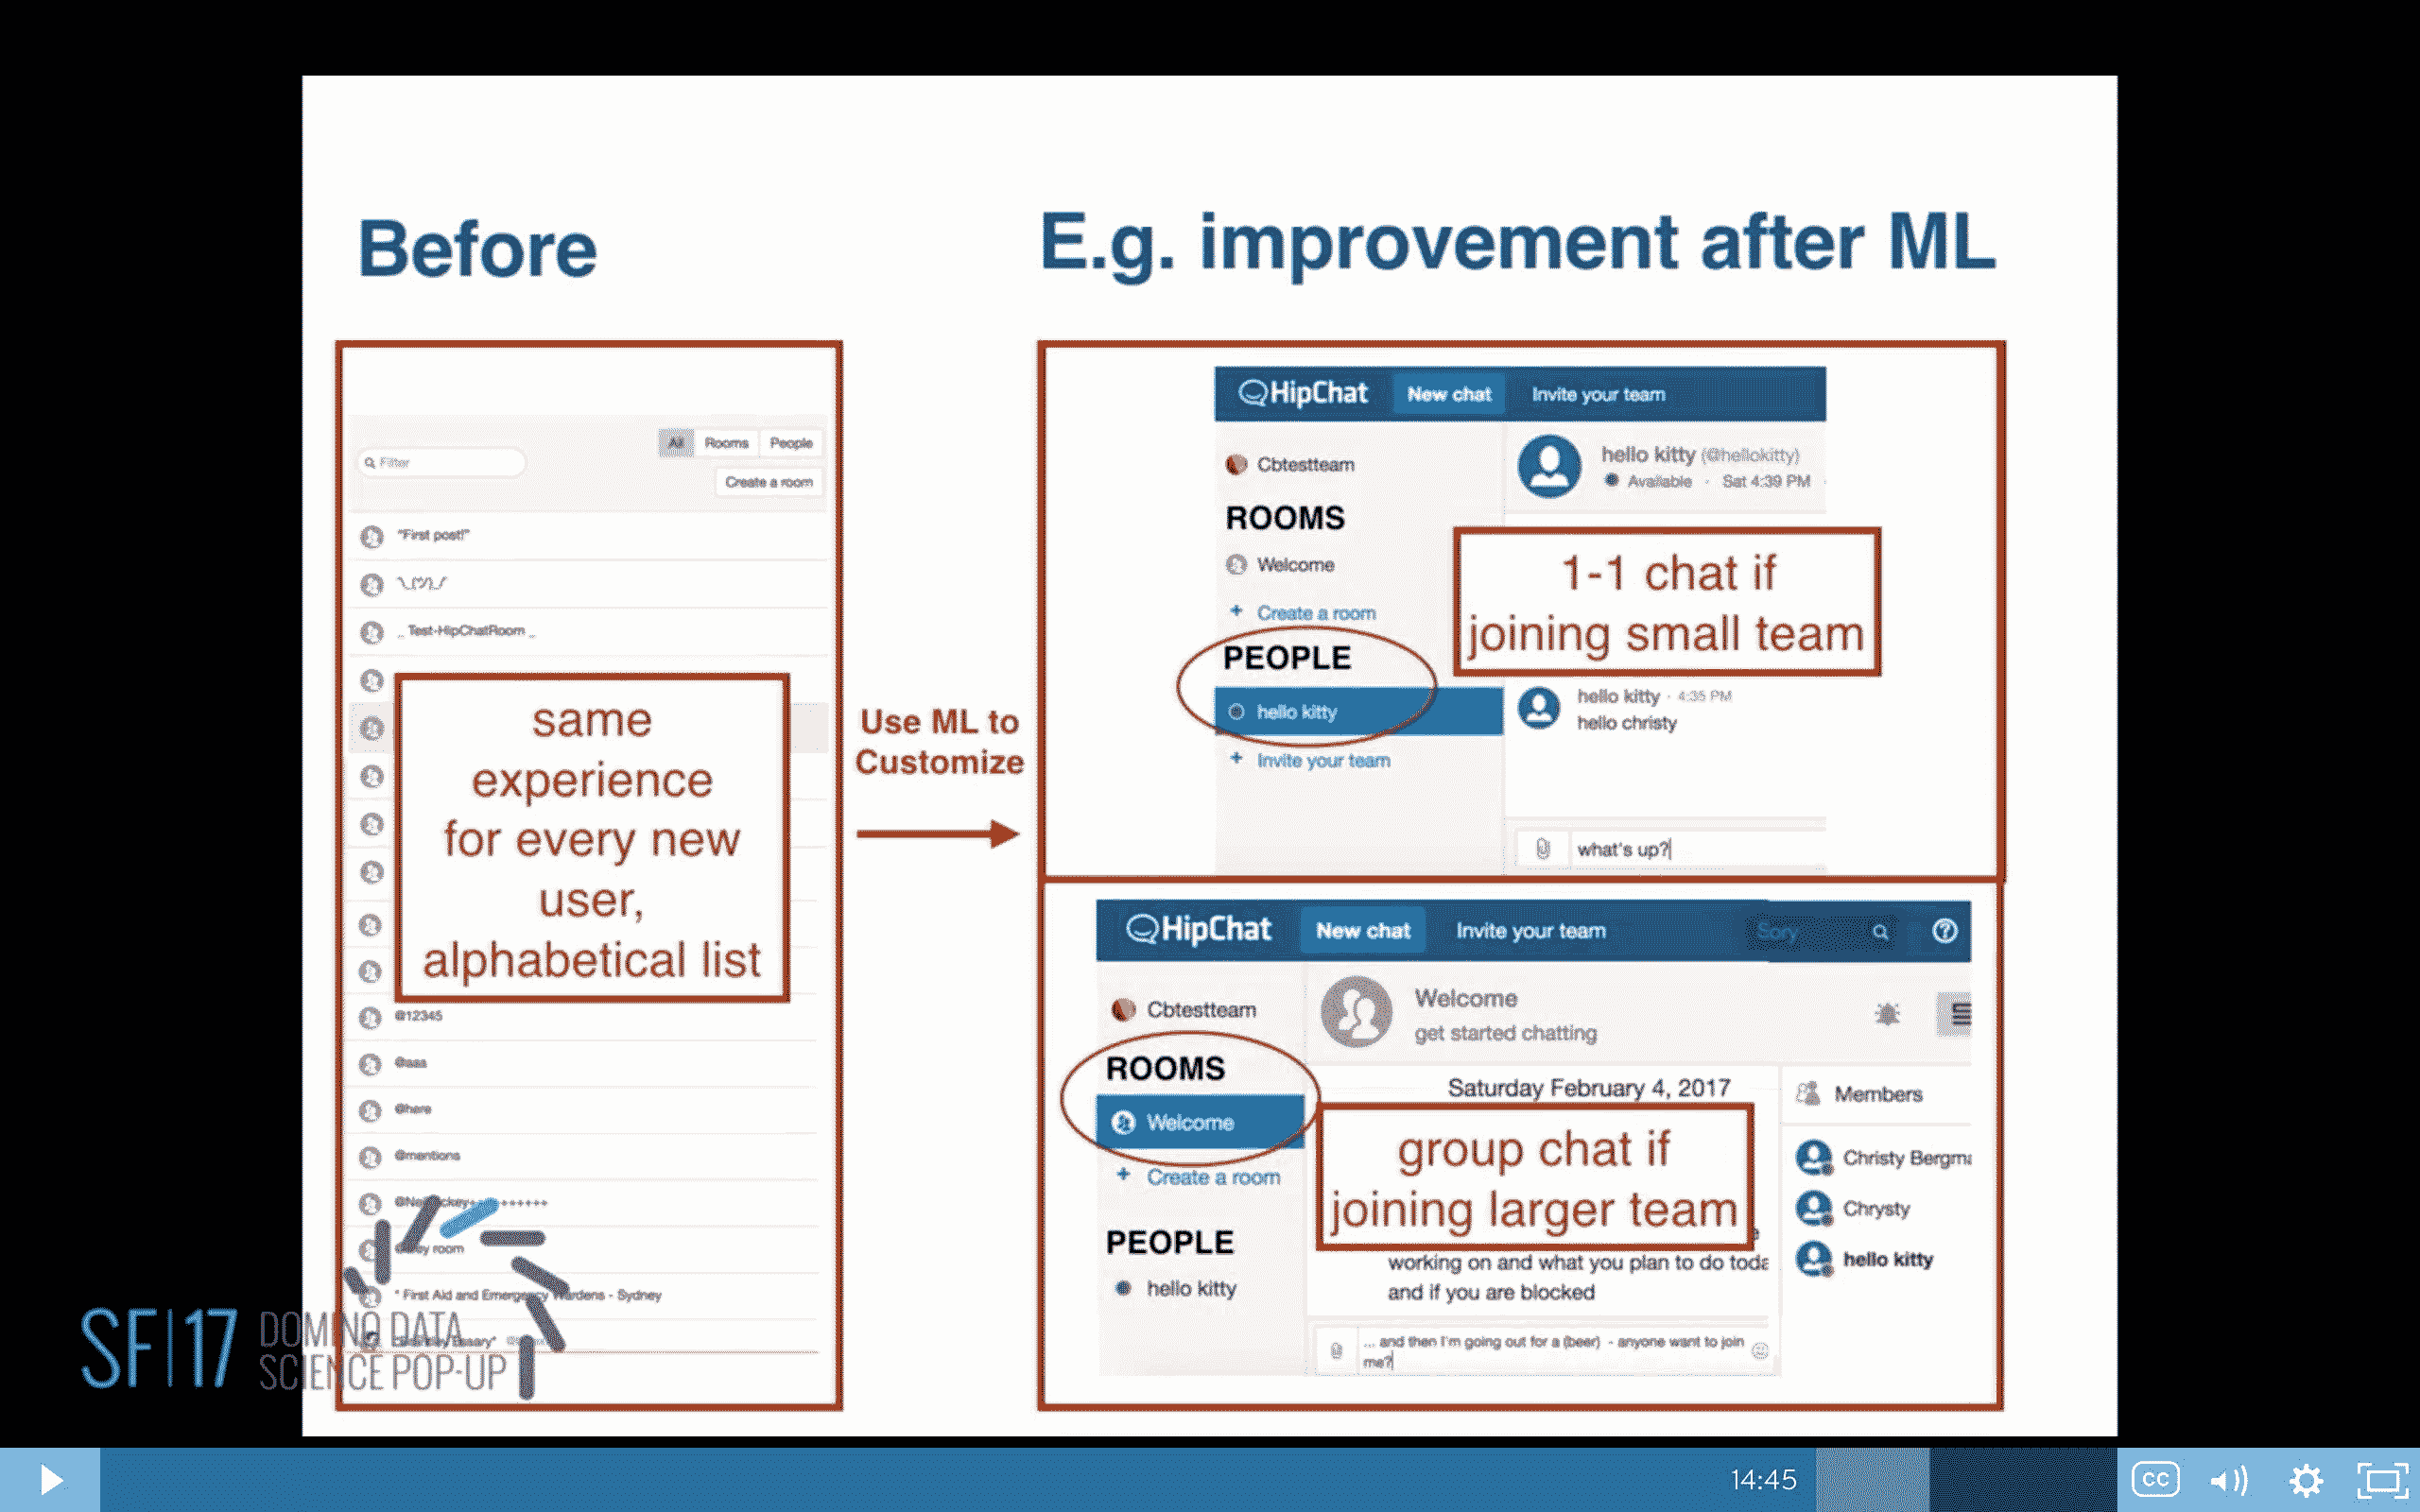 Before
E.g. improvement after ML
Filter
All
Rooms
People
Create a room
"First post!"
¯\_(ツ)_/¯
_ Test-HipChatRoom _
same
experience
for every new
user,
alphabetical list
@12345
@aaa
@here
@mentions
room
* First Aid and Emergency Wardens - Sydney
Use ML to
Customize
HipChat
New chat
Invite your team
Cbtestteam
ROOMS
Welcome
+ Create a room
PEOPLE
hello kitty
+ Invite your team
hello kitty (@hellokitty)
Available · Sat 4:39 PM
1-1 chat if
joining small team
hello kitty · 4:35 PM
hello christy
what's up?
HipChat
New chat
Invite your team
Cbtestteam
ROOMS
Welcome
+ Create a room
PEOPLE
hello kitty
Welcome
get started chatting
Saturday February 4, 2017
group chat if
joining larger team
working on and what you plan to do toda
and if you are blocked
... and then I'm going out for a (beer) - anyone want to join
me?
Members
Christy Bergma
Chrysty
hello kitty
SF|17
DOMINO DATA
SCIENCE POP-UP
14:45
CC